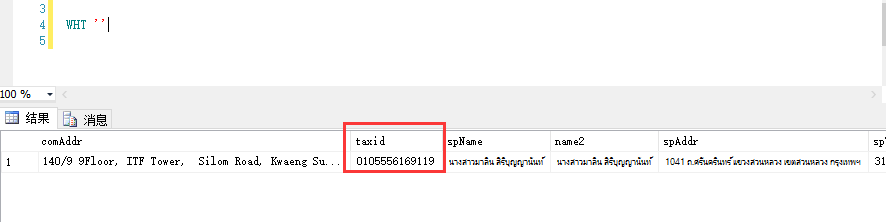 3
4 WHT ''
5
100 %
结果 消息
comAddr taxid spName name2 spAddr
1 140/9 9Floor, ITF Tower, Silom Road, Kwaeng Su... 0105556169119 นางสาวมาลิน สิริบุญญานันท์ นางสาวมาลิน สิริบุญญานันท์ 1041 ถ.ศรีนครินทร์ แขวงสวนหลวง เขตสวนหลวง กรุงเทพฯ 31